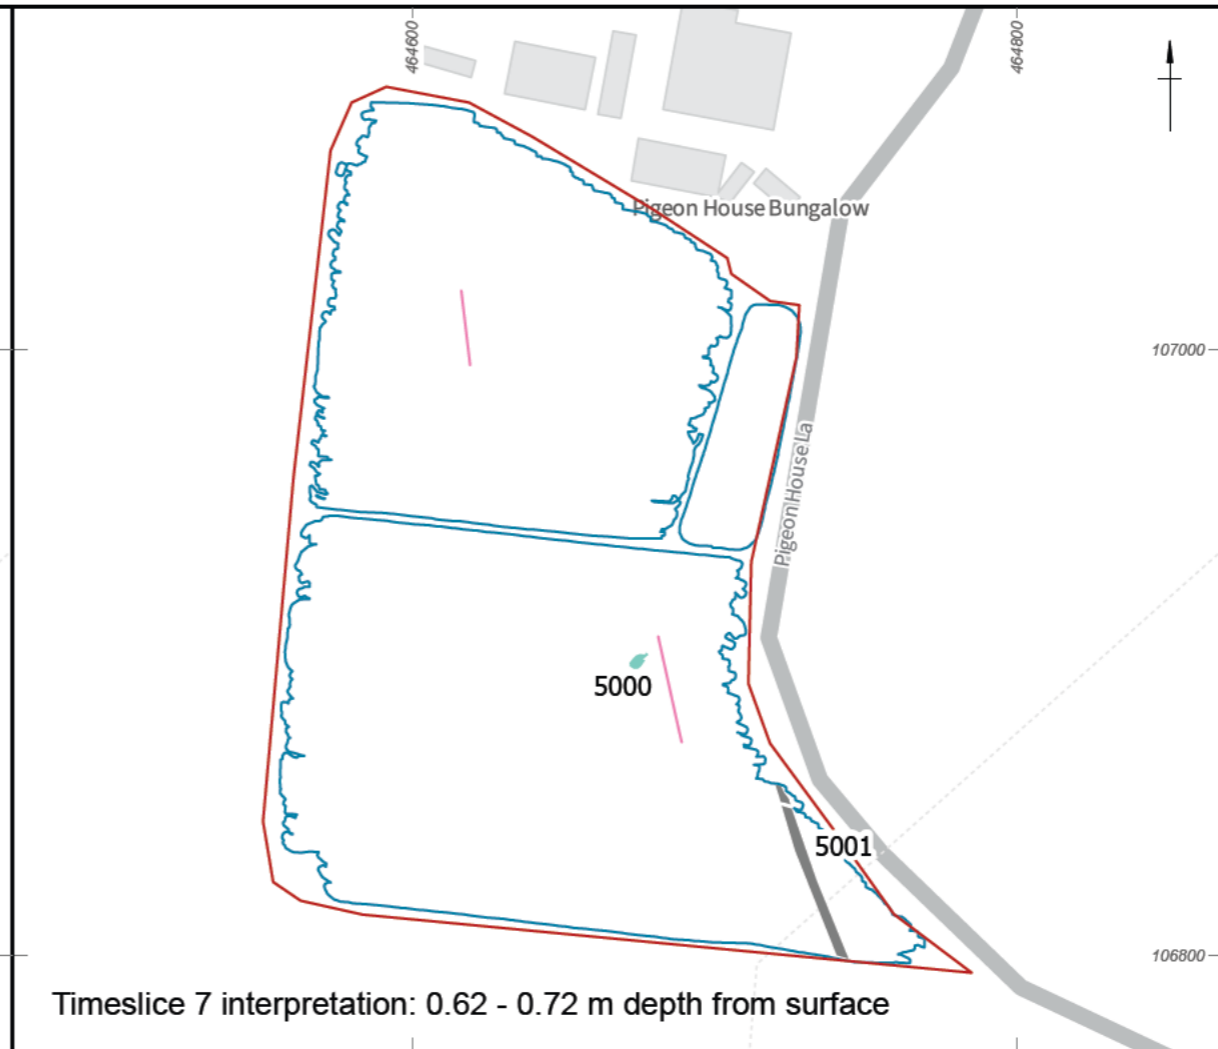 464600
464800
Pigeon House Bungalow
107000
Pigeon House La
5000
5001
106800
Timeslice 7 interpretation: 0.62 - 0.72 m depth from surface